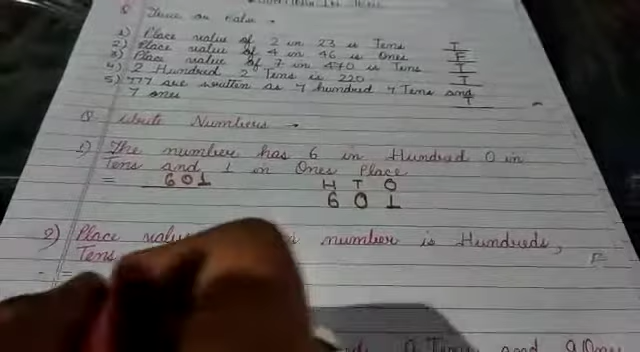 Q True or False →
1) Place value of 2 in 23 is Tens T
2) Place value of 4 in 46 is Ones F
3) Place value of 7 in 470 is Tens T
4) 2 Hundred 2 Tens is 220 T
5) 777 are written as 7 hundred 7 Tens and
7 ones T
Q Write Numbers →
1) The number has 6 in Hundred 0 in
Tens and 1 in Ones Place
= 601 H T O
6 0 1
2) Place number is Hundreds,
Tens
=
and 9 Ones